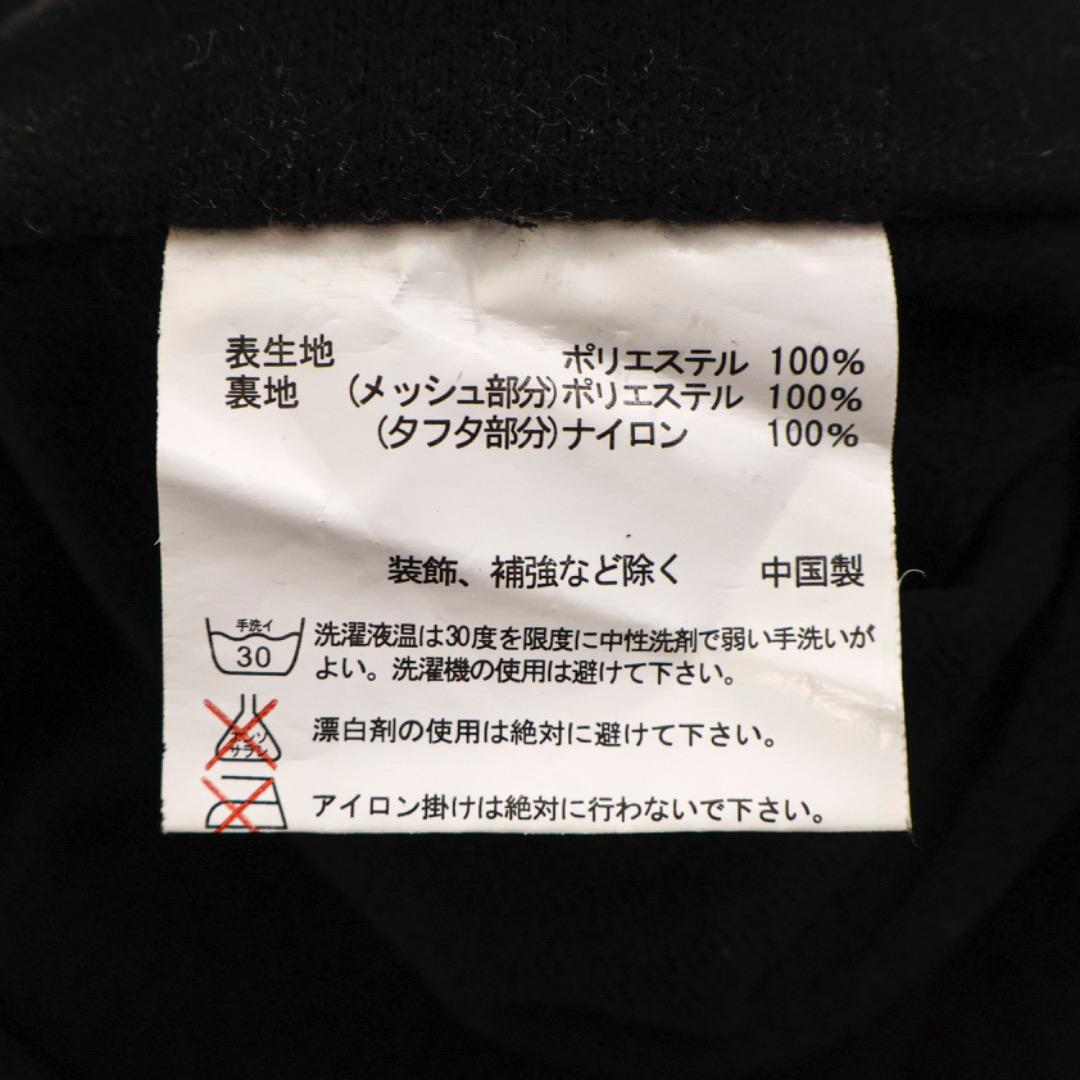 表生地 ポリエステル 100%
裏地 (メッシュ部分)ポリエステル 100%
(タフタ部分)ナイロン 100%
装飾、補強など除く 中国製
手洗イ
30
洗濯液温は30度を限度に中性洗剤で弱い手洗いが
よい。洗濯機の使用は避けて下さい。
エンソ
サラシ
漂白剤の使用は絶対に避けて下さい。
アイロン掛けは絶対に行わないで下さい。